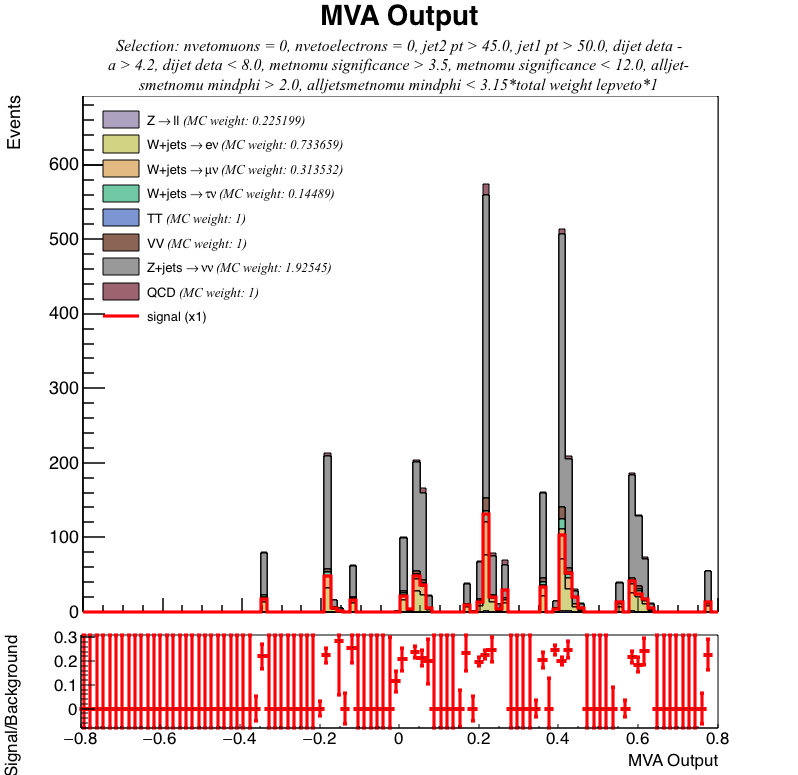 MVA Output
Selection: nvetomuons = 0, nvetoelectrons = 0, jet2 pt > 45.0, jet1 pt > 50.0, dijet deta -
a > 4.2, dijet deta < 8.0, metnomu significance > 3.5, metnomu significance < 12.0, alljet-
smetnomu mindphi > 2.0, alljetsmetnomu mindphi < 3.15*total weight lepveto*1
Events
Z→ll (MC weight: 0.225199)
W+jets→eν (MC weight: 0.733659)
W+jets→μν (MC weight: 0.313532)
W+jets→τν (MC weight: 0.14489)
TT (MC weight: 1)
VV (MC weight: 1)
Z+jets→νν (MC weight: 1.92545)
QCD (MC weight: 1)
signal (x1)
600
500
400
300
200
100
0
Signal/Background
0.3
0.2
0.1
0
−0.8 −0.6 −0.4 −0.2 0 0.2 0.4 0.6 0.8
MVA Output